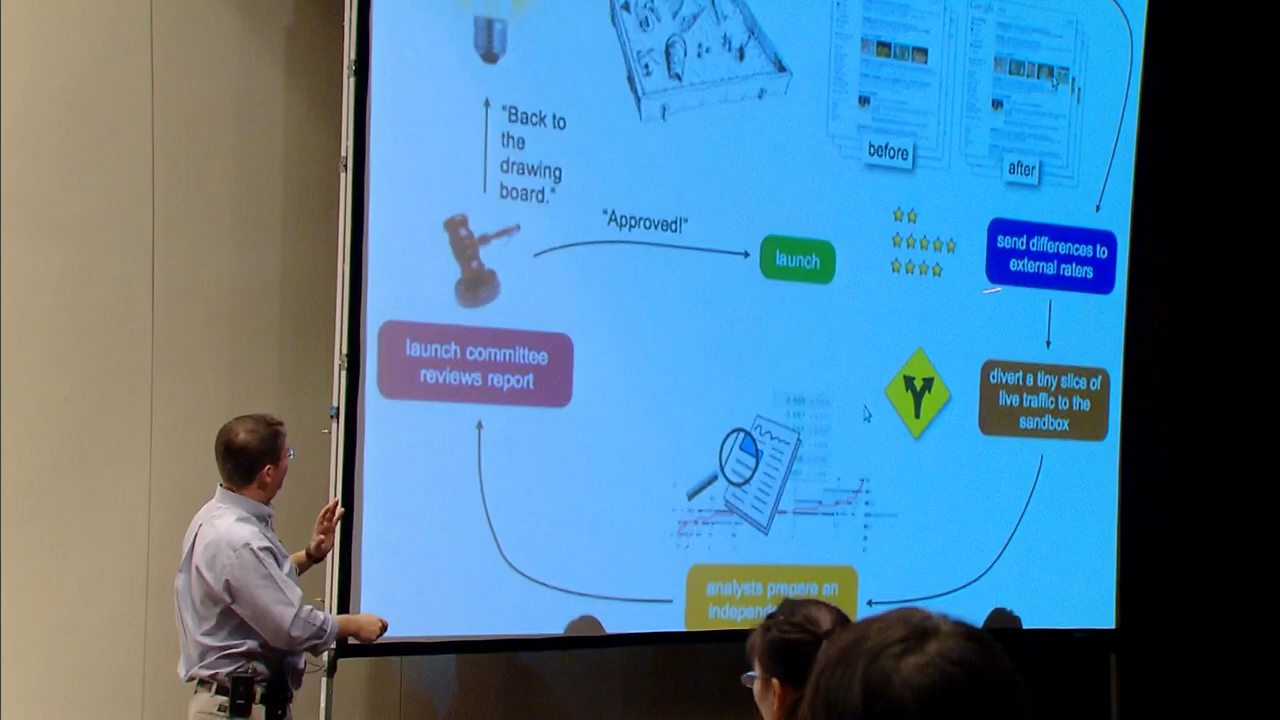 "Back to
the
drawing
board."
before
after
"Approved!"
launch
send differences to
external raters
launch committee
reviews report
divert a tiny slice of
live traffic to the
sandbox
analysts prepare an